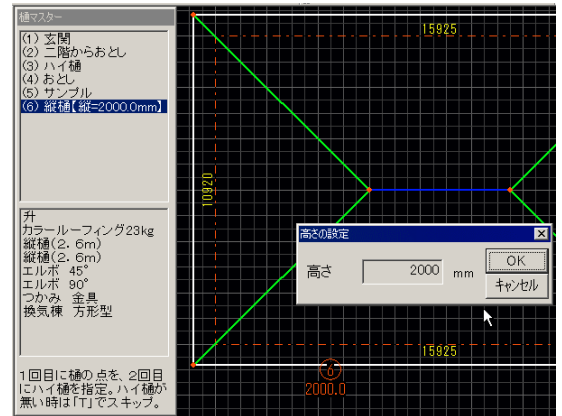 樋マスター
(1) 玄関
(2) 二階からおとし
(3) ハイ樋
(4) おとし
(5) サンプル
(6) 縦樋【縦=2000.0mm】
升
カラールーフィング23kg
縦樋(2．6m)
縦樋(2．6m)
エルボ 45°
エルボ 90°
つかみ 金具
換気棟 方形型
1回目に樋の点を、2回目
にハイ樋を指定。ハイ樋が
無い時は「T」でスキップ。
15925
10920
高さの設定
高さ 2000 mm
OK
キャンセル
15925
6
2000.0